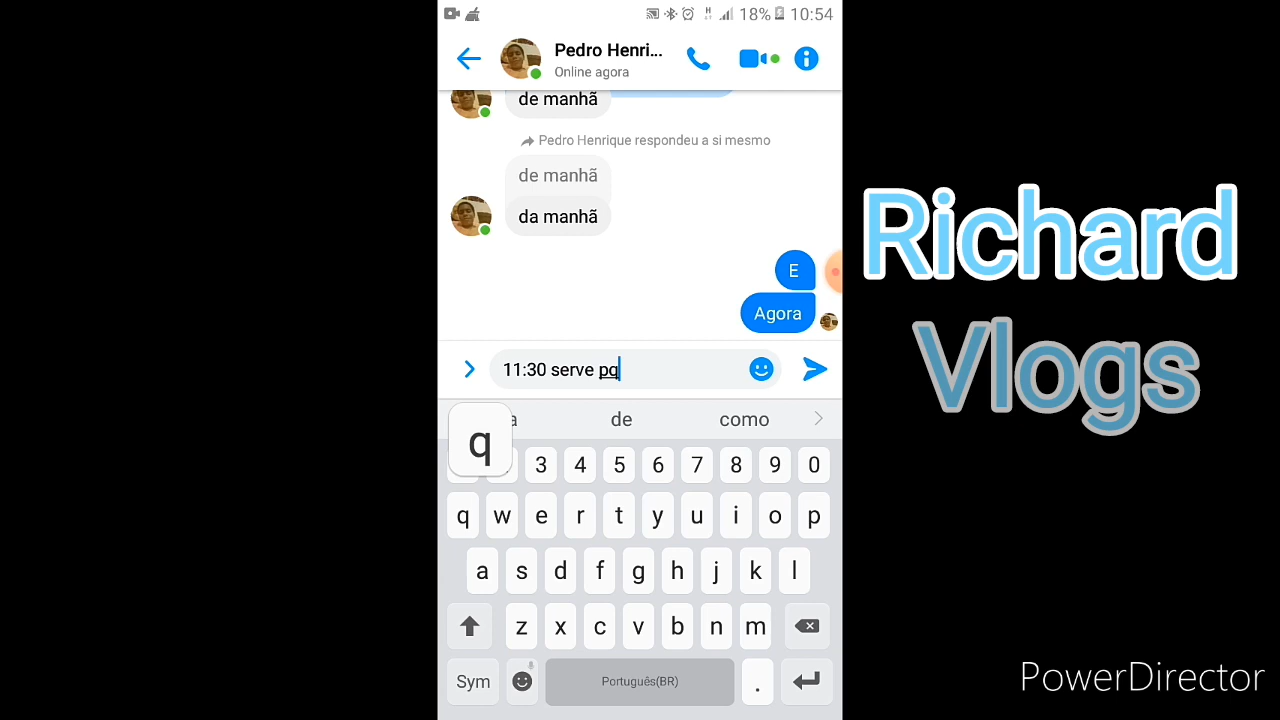 18% 10:54
Pedro Henri...
Online agora
de manhã
Pedro Henrique respondeu a si mesmo
de manhã
da manhã
E
Agora
11:30 serve pq
a de como
q
3 4 5 6 7 8 9 0
q w e r t y u i o p
a s d f g h j k l
z x c v b n m
Sym Português(BR) .
Richard
Vlogs
PowerDirector